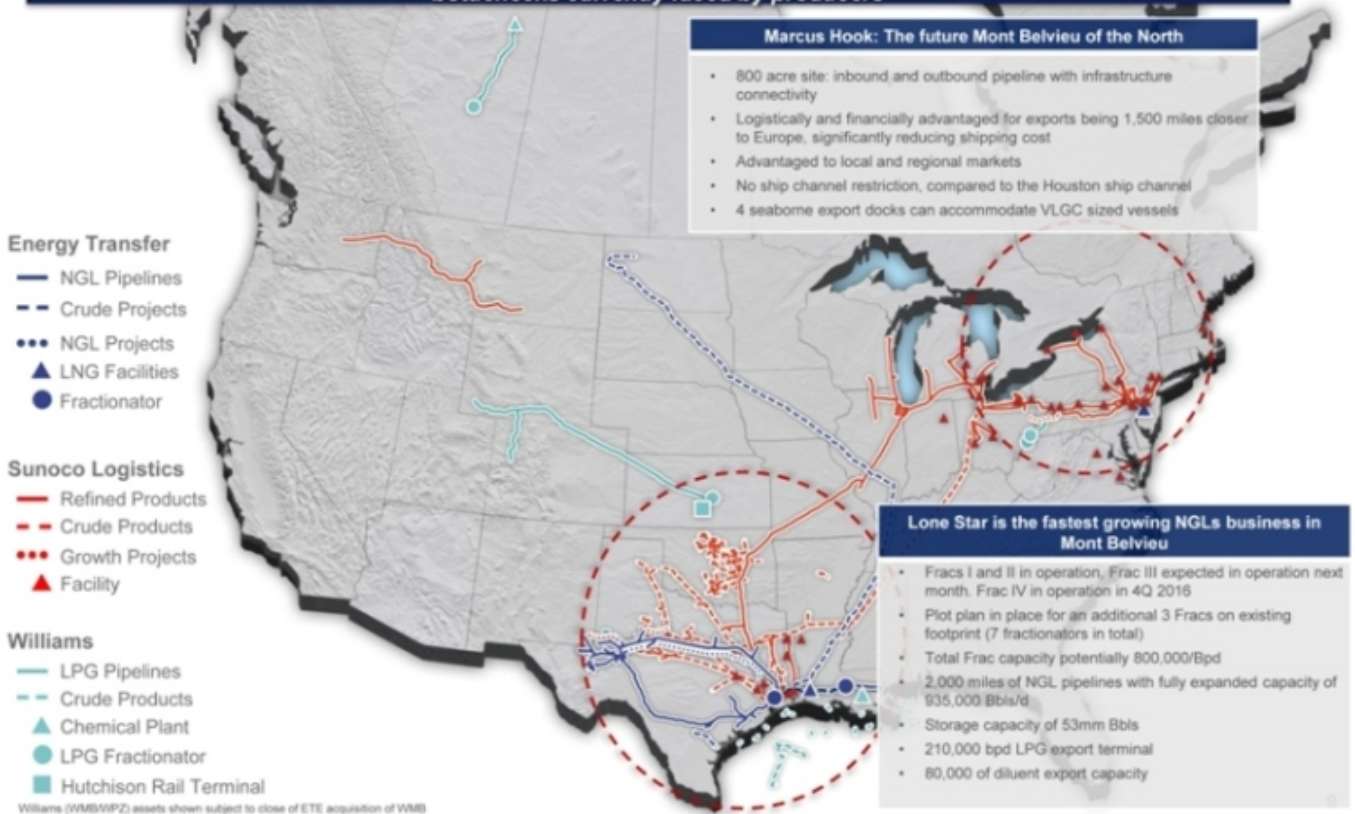 currently faced by producers
Marcus Hook: The future Mont Belvieu of the North
• 800 acre site: inbound and outbound pipeline with infrastructure
connectivity
• Logistically and financially advantaged for exports being 1,500 miles closer
to Europe, significantly reducing shipping cost
• Advantaged to local and regional markets
• No ship channel restriction, compared to the Houston ship channel
• 4 seaborne export docks can accommodate VLGC sized vessels
Energy Transfer
NGL Pipelines
Crude Projects
NGL Projects
LNG Facilities
Fractionator
Sunoco Logistics
Refined Products
Crude Products
Growth Projects
Facility
Williams
LPG Pipelines
Crude Products
Chemical Plant
LPG Fractionator
Hutchison Rail Terminal
Williams (WMB/WPZ) assets shown subject to close of ETE acquisition of WMB
Lone Star is the fastest growing NGLs business in
Mont Belvieu
• Fracs I and II in operation, Frac III expected in operation next
month. Frac IV in operation in 4Q 2016
• Plot plan in place for an additional 3 Fracs on existing
footprint (7 fractionators in total)
• Total Frac capacity potentially 800,000/Bpd
• 2,000 miles of NGL pipelines with fully expanded capacity of
935,000 Bbls/d
• Storage capacity of 53mm Bbls
• 210,000 bpd LPG export terminal
• 80,000 of diluent export capacity
9